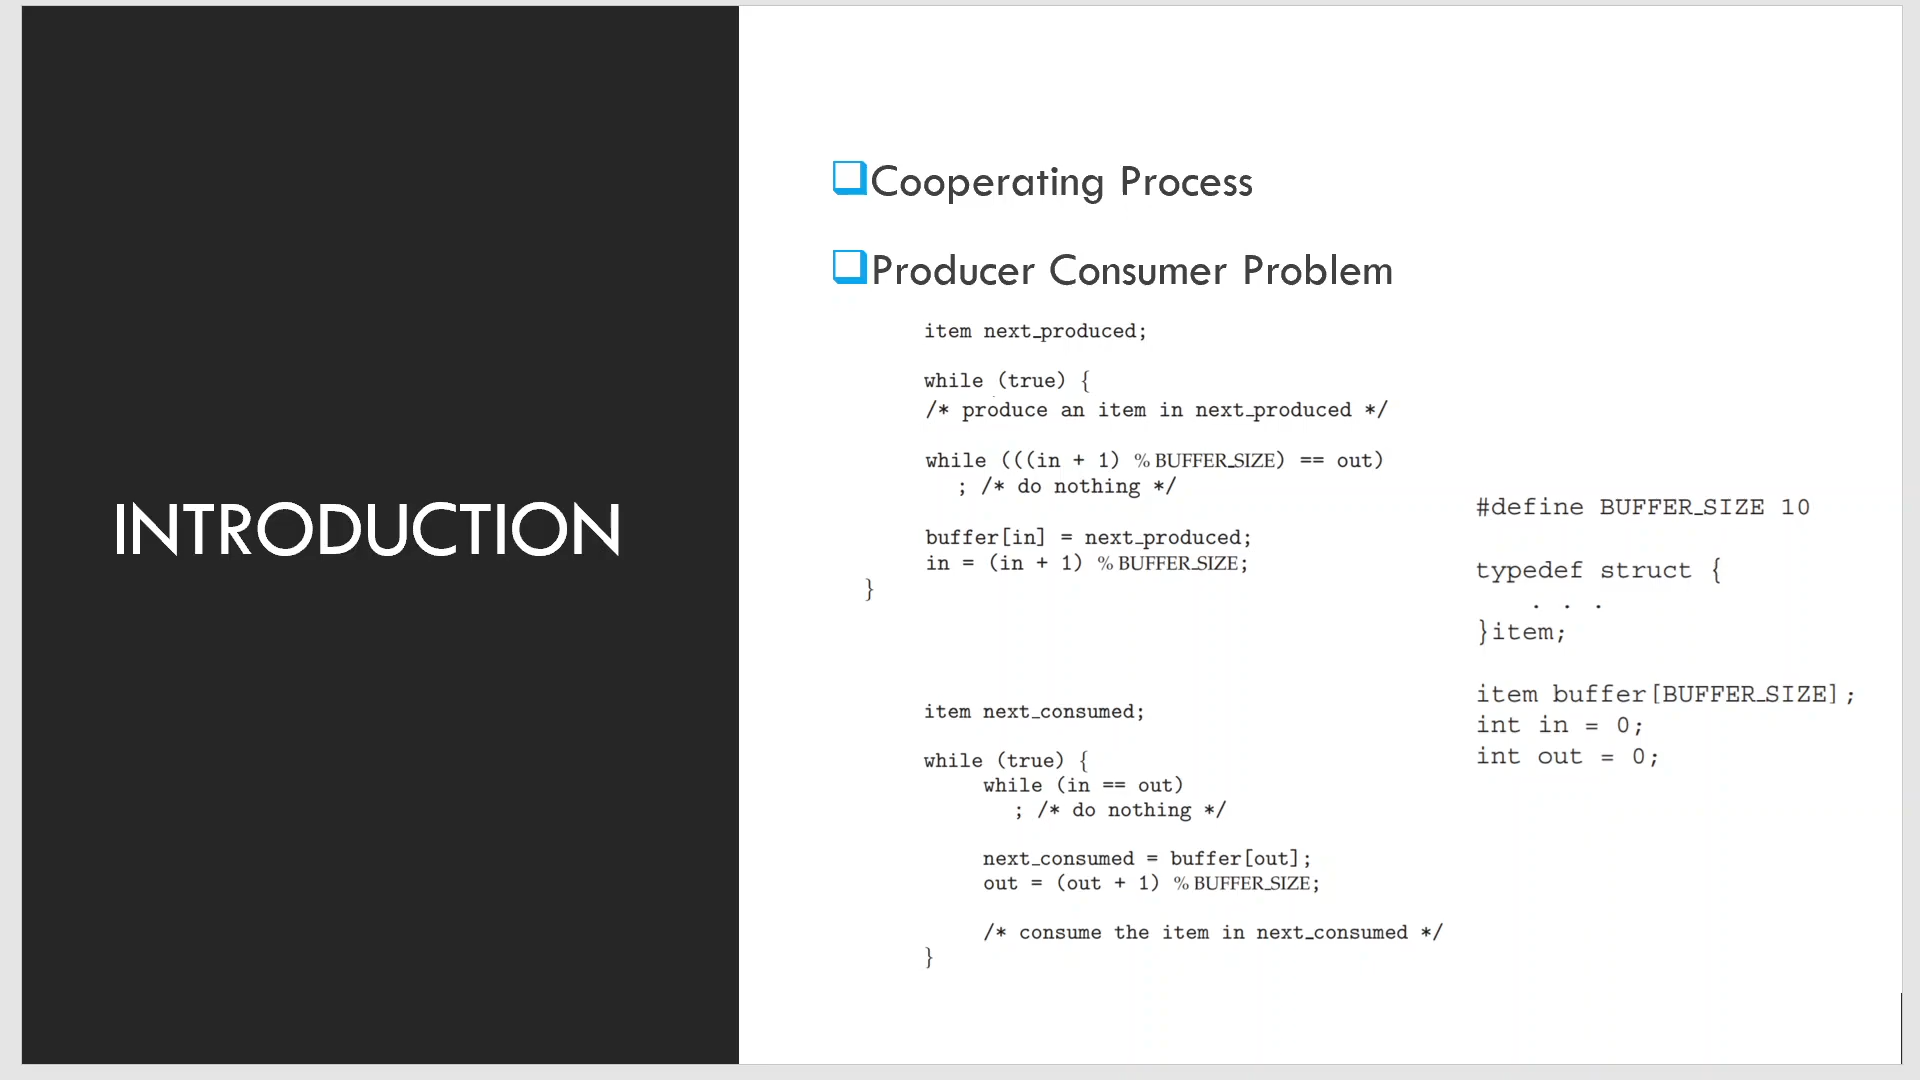 INTRODUCTION
Cooperating Process
Producer Consumer Problem
item next_produced;
while (true) {
/* produce an item in next_produced */
while (((in + 1) % BUFFER_SIZE) == out)
; /* do nothing */
buffer[in] = next_produced;
in = (in + 1) % BUFFER_SIZE;
}
item next_consumed;
while (true) {
while (in == out)
; /* do nothing */
next_consumed = buffer[out];
out = (out + 1) % BUFFER_SIZE;
/* consume the item in next_consumed */
}
#define BUFFER_SIZE 10
typedef struct {
. . .
}item;
item buffer[BUFFER_SIZE];
int in = 0;
int out = 0;